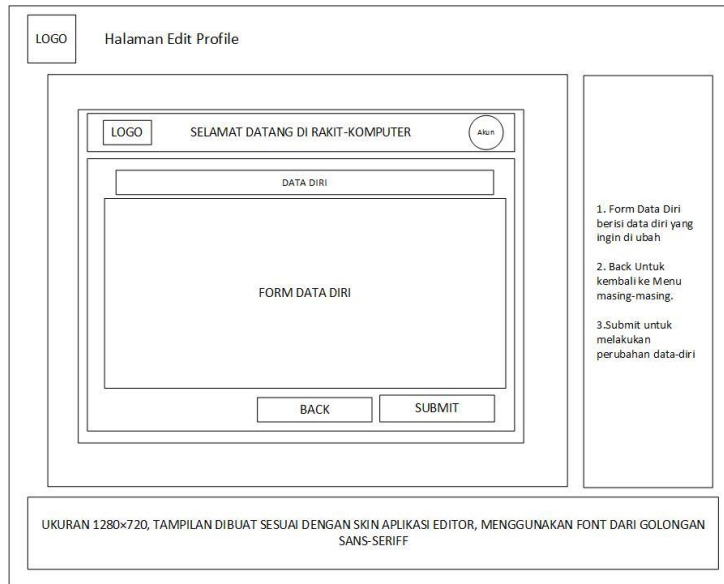 LOGO
Halaman Edit Profile
LOGO
SELAMAT DATANG DI RAKIT-KOMPUTER
Akun
DATA DIRI
FORM DATA DIRI
BACK
SUBMIT
1. Form Data Diri
berisi data diri yang
ingin di ubah
2. Back Untuk
kembali ke Menu
masing-masing.
3.Submit untuk
melakukan
perubahan data-diri
UKURAN 1280×720, TAMPILAN DIBUAT SESUAI DENGAN SKIN APLIKASI EDITOR, MENGGUNAKAN FONT DARI GOLONGAN
SANS-SERIFF